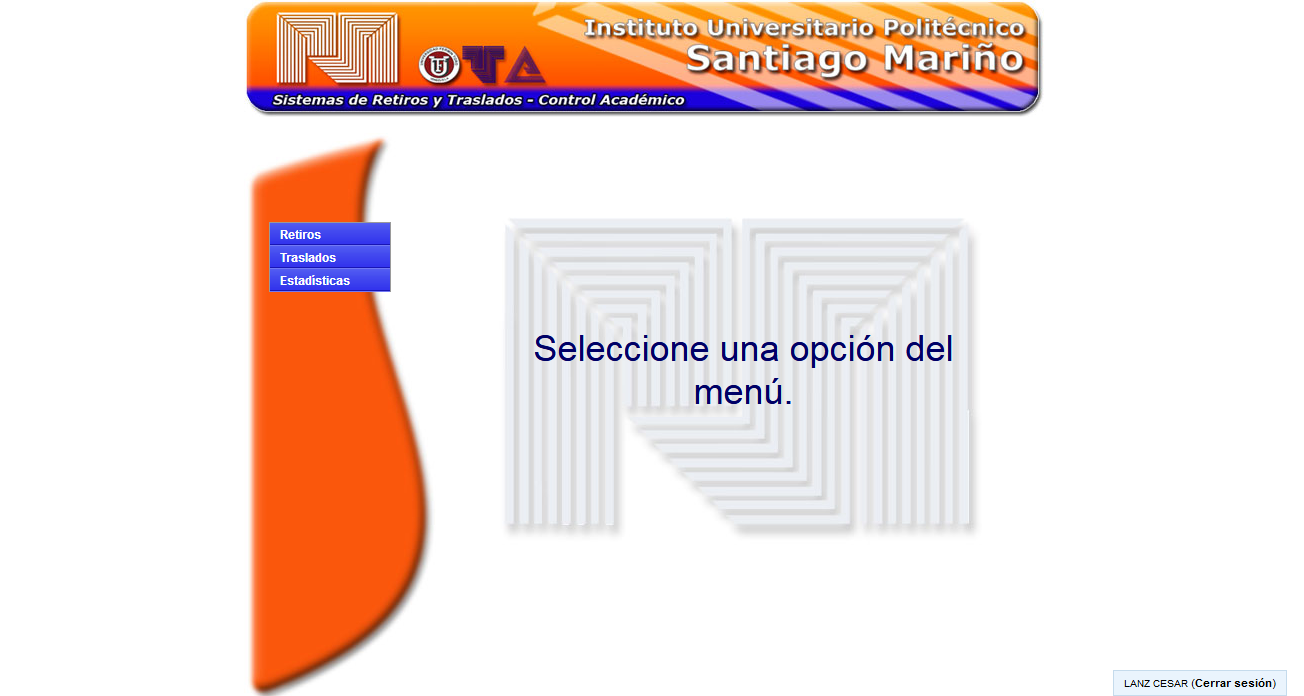 Instituto Universitario Politécnico
Santiago Mariño
Sistemas de Retiros y Traslados - Control Académico
Retiros
Traslados
Estadísticas
Seleccione una opción del
menú.
LANZ CESAR (Cerrar sesión)